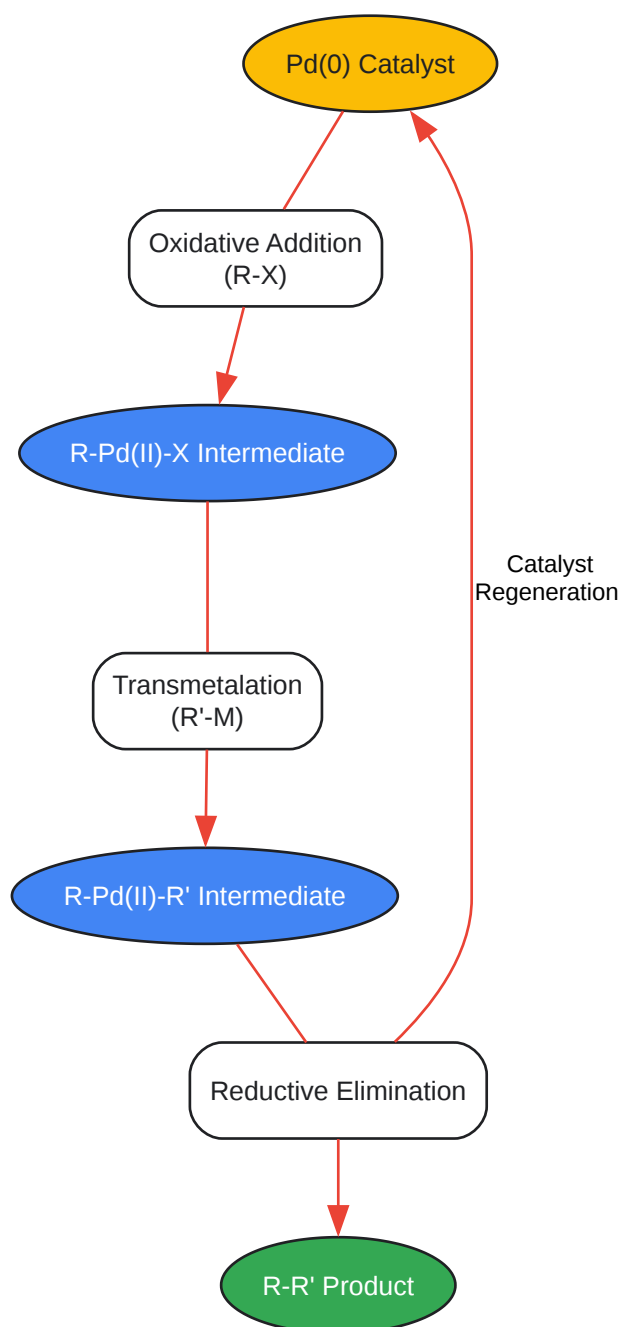 Pd(0) Catalyst
Oxidative Addition
(R-X)
R-Pd(II)-X Intermediate
Catalyst
Regeneration
Transmetalation
(R'-M)
R-Pd(II)-R' Intermediate
Reductive Elimination
R-R' Product